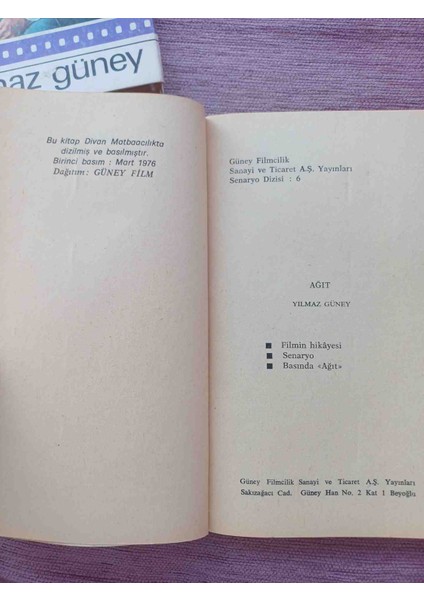 maz güney
Bu kitap Divan Matbaacılıkta
dizilmiş ve basılmıştır.
Birinci basım : Mart 1976
Dağıtım : GÜNEY FİLM
Güney Filmcilik
Sanayi ve Ticaret A.Ş. Yayınları
Senaryo Dizisi : 6
AĞIT
YILMAZ GÜNEY
■ Filmin hikâyesi
■ Senaryo
■ Basında «Ağıt»
Güney Filmcilik Sanayi ve Ticaret A.Ş. Yayınları
Sakızağacı Cad. Güney Han No. 2 Kat 1 Beyoğlu